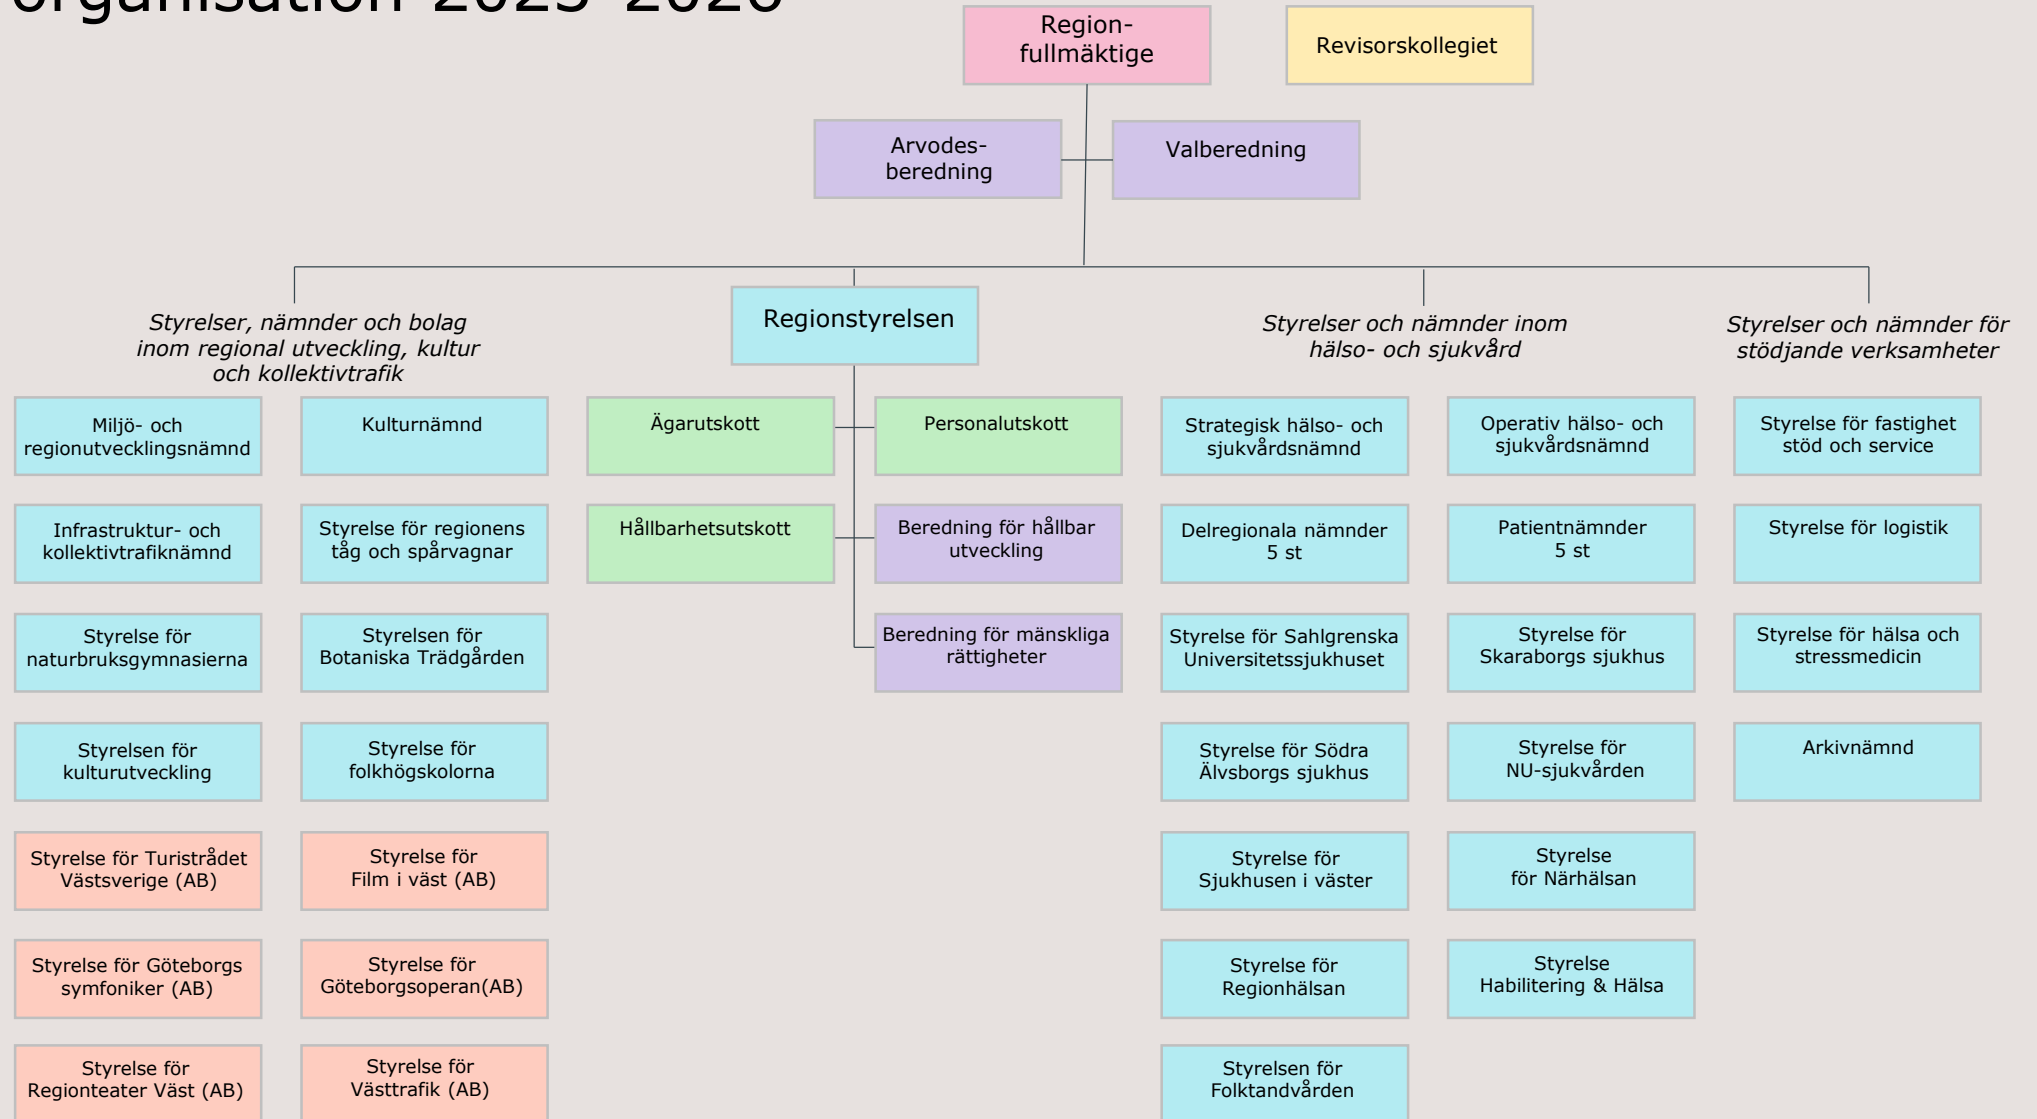 organisation 2023–2026
Region-
fullmäktige
Revisorskollegiet
Arvodes-
beredning
Valberedning
Styrelser, nämnder och bolag
inom regional utveckling, kultur
och kollektivtrafik
Regionstyrelsen
Styrelser och nämnder inom
hälso- och sjukvård
Styrelser och nämnder för
stödjande verksamheter
Miljö- och
regionutvecklingsnämnd
Kulturnämnd
Ägarutskott
Personalutskott
Strategisk hälso- och
sjukvårdsnämnd
Operativ hälso- och
sjukvårdsnämnd
Styrelse för fastighet
stöd och service
Infrastruktur- och
kollektivtrafiknämnd
Styrelse för regionens
tåg och spårvagnar
Hållbarhetsutskott
Beredning för hållbar
utveckling
Delregionala nämnder
5 st
Patientnämnder
5 st
Styrelse för logistik
Styrelse för
naturbruksgymnasierna
Styrelsen för
Botaniska Trädgården
Beredning för mänskliga
rättigheter
Styrelse för Sahlgrenska
Universitetssjukhuset
Styrelse för
Skaraborgs sjukhus
Styrelse för hälsa och
stressmedicin
Styrelsen för
kulturutveckling
Styrelse för
folkhögskolorna
Styrelse för Södra
Älvsborgs sjukhus
Styrelse för
NU-sjukvården
Arkivnämnd
Styrelse för Turistrådet
Västsverige (AB)
Styrelse för
Film i väst (AB)
Styrelse för
Sjukhusen i väster
Styrelse
för Närhälsan
Styrelse för Göteborgs
symfoniker (AB)
Styrelse för
Göteborgsoperan(AB)
Styrelse för
Regionhälsan
Styrelse
Habilitering & Hälsa
Styrelse för
Regionteater Väst (AB)
Styrelse för
Västtrafik (AB)
Styrelsen för
Folktandvården